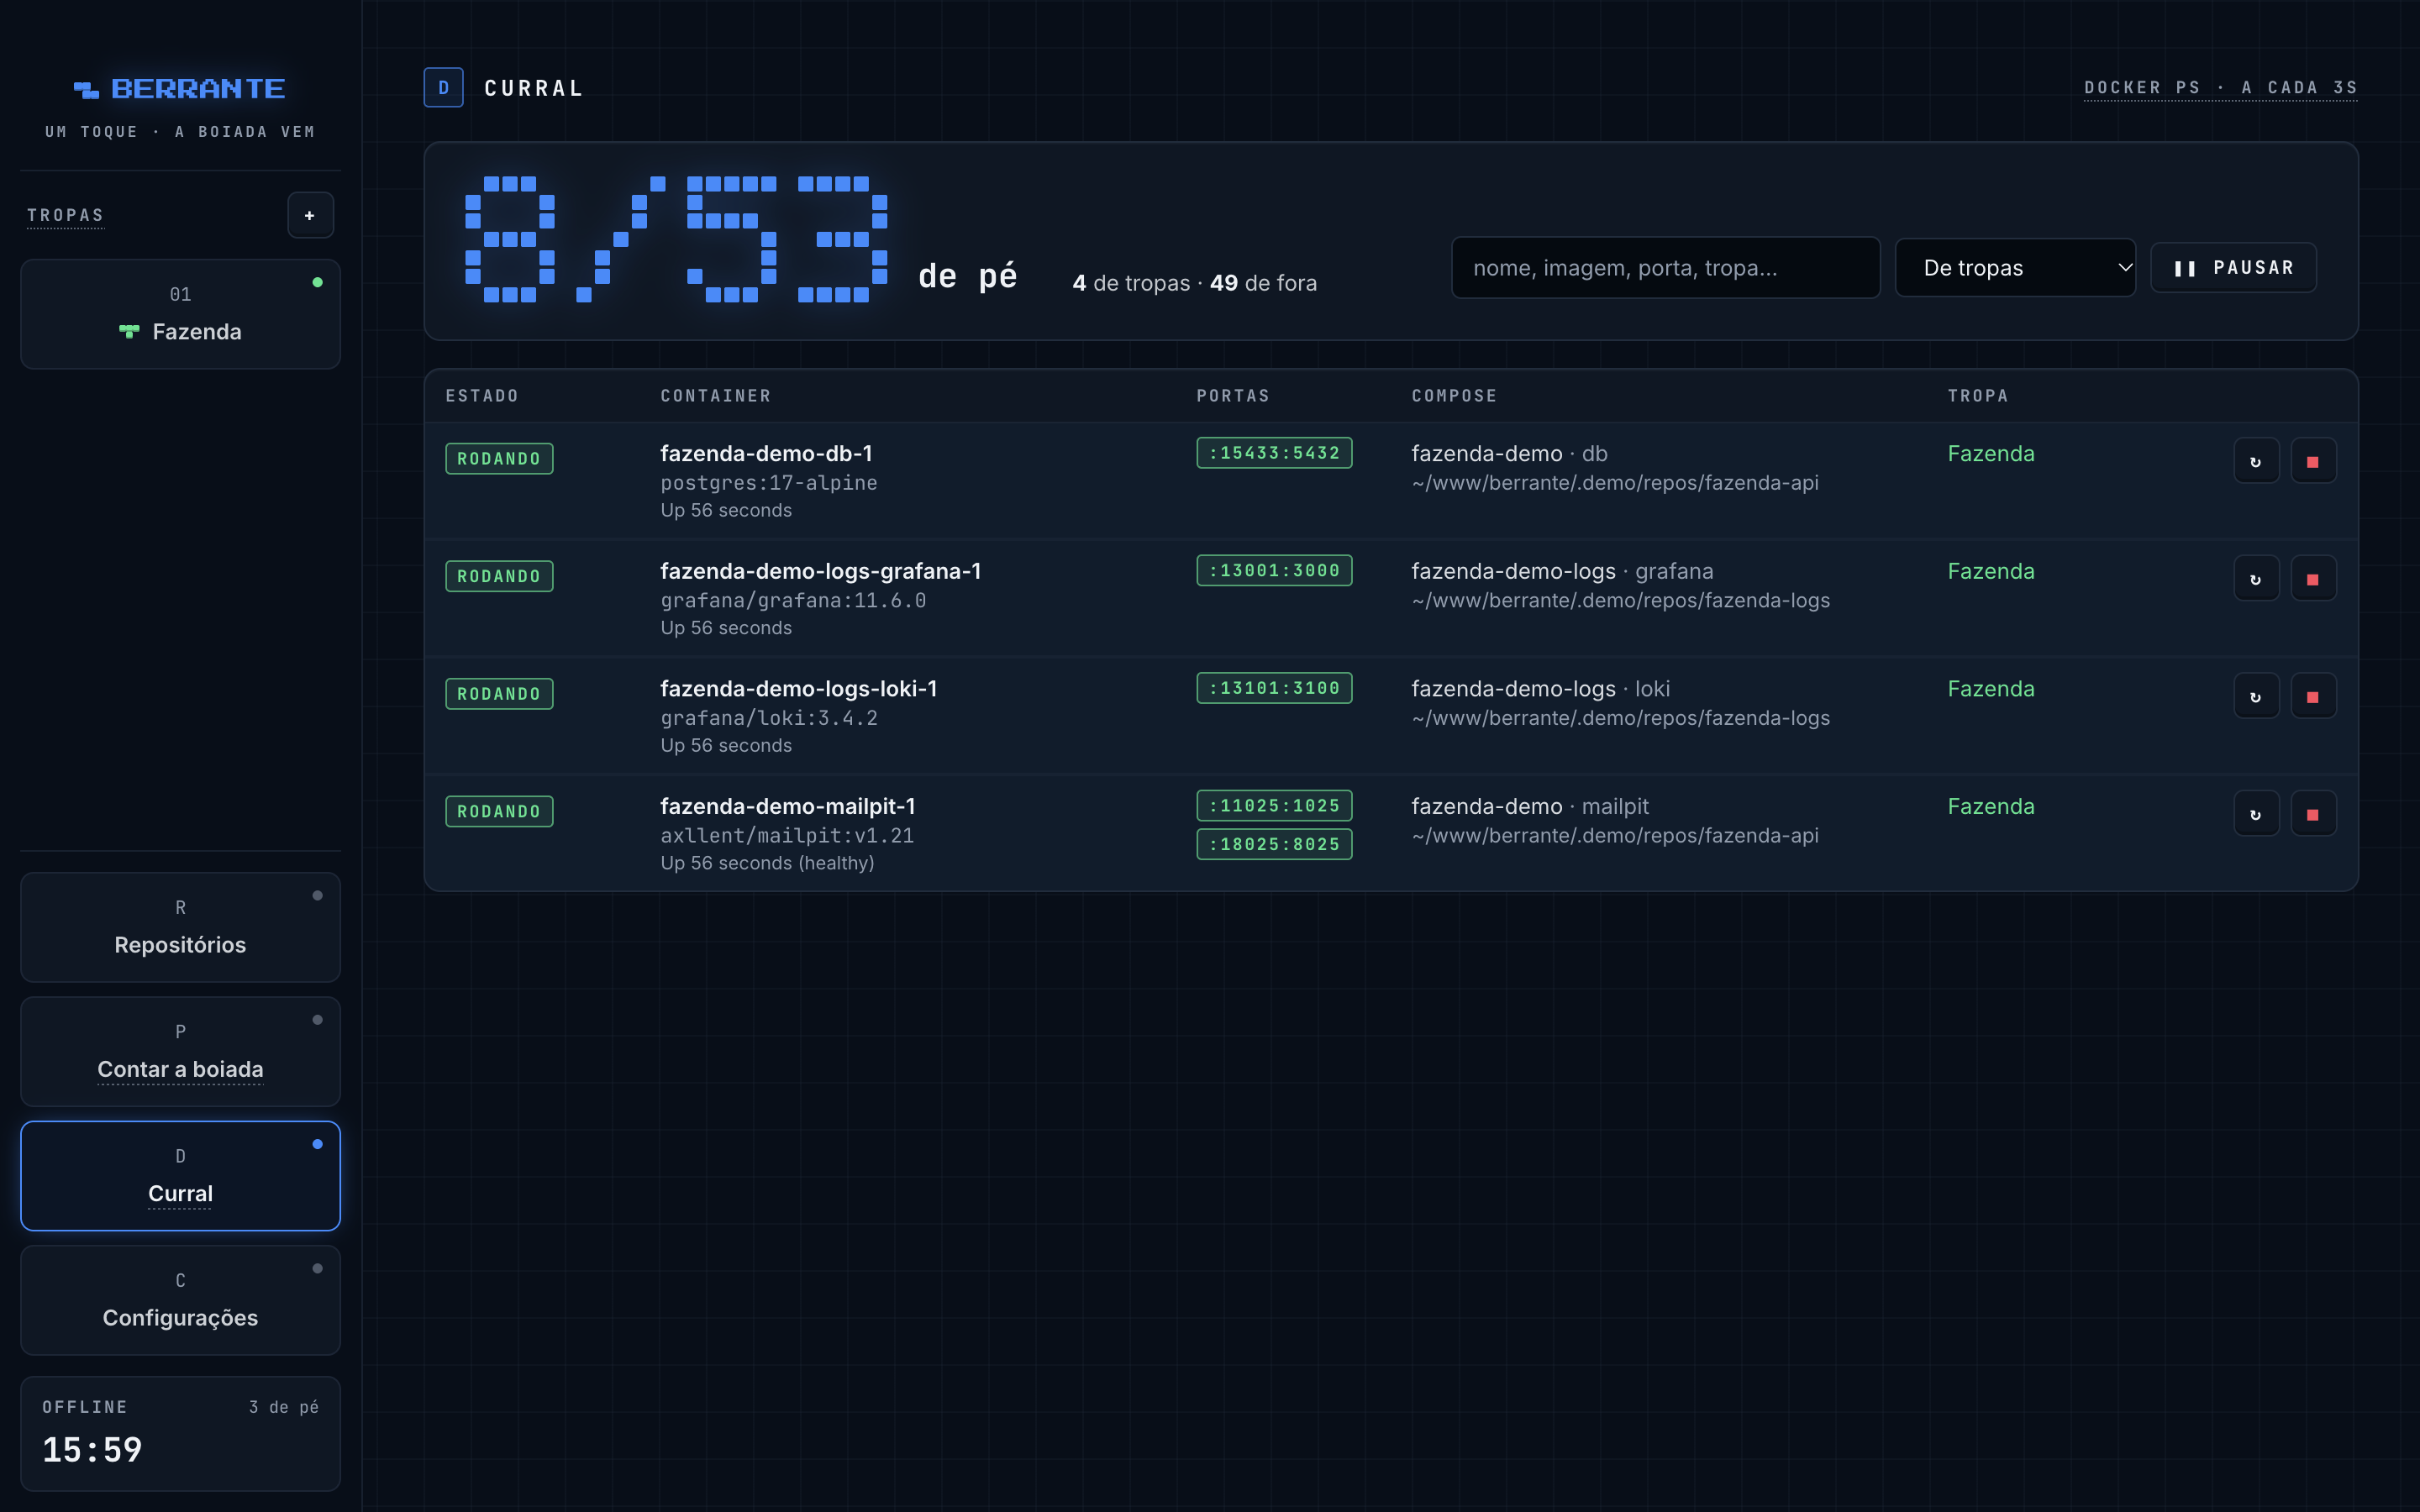 BERRANTE
UM TOQUE · A BOIADA VEM
TROPAS
+
01
Fazenda
R
Repositórios
P
Contar a boiada
D
Curral
C
Configurações
OFFLINE 3 de pé
15:59
D CURRAL
DOCKER PS · A CADA 3S
8/53 de pé
4 de tropas · 49 de fora
nome, imagem, porta, tropa...
De tropas
❚❚ PAUSAR
ESTADO CONTAINER PORTAS COMPOSE TROPA
RODANDO fazenda-demo-db-1 :15433:5432 fazenda-demo · db Fazenda ↻ ■
postgres:17-alpine ~/www/berrante/.demo/repos/fazenda-api
Up 56 seconds
RODANDO fazenda-demo-logs-grafana-1 :13001:3000 fazenda-demo-logs · grafana Fazenda ↻ ■
grafana/grafana:11.6.0 ~/www/berrante/.demo/repos/fazenda-logs
Up 56 seconds
RODANDO fazenda-demo-logs-loki-1 :13101:3100 fazenda-demo-logs · loki Fazenda ↻ ■
grafana/loki:3.4.2 ~/www/berrante/.demo/repos/fazenda-logs
Up 56 seconds
RODANDO fazenda-demo-mailpit-1 :11025:1025 fazenda-demo · mailpit Fazenda ↻ ■
axllent/mailpit:v1.21 :18025:8025 ~/www/berrante/.demo/repos/fazenda-api
Up 56 seconds (healthy)